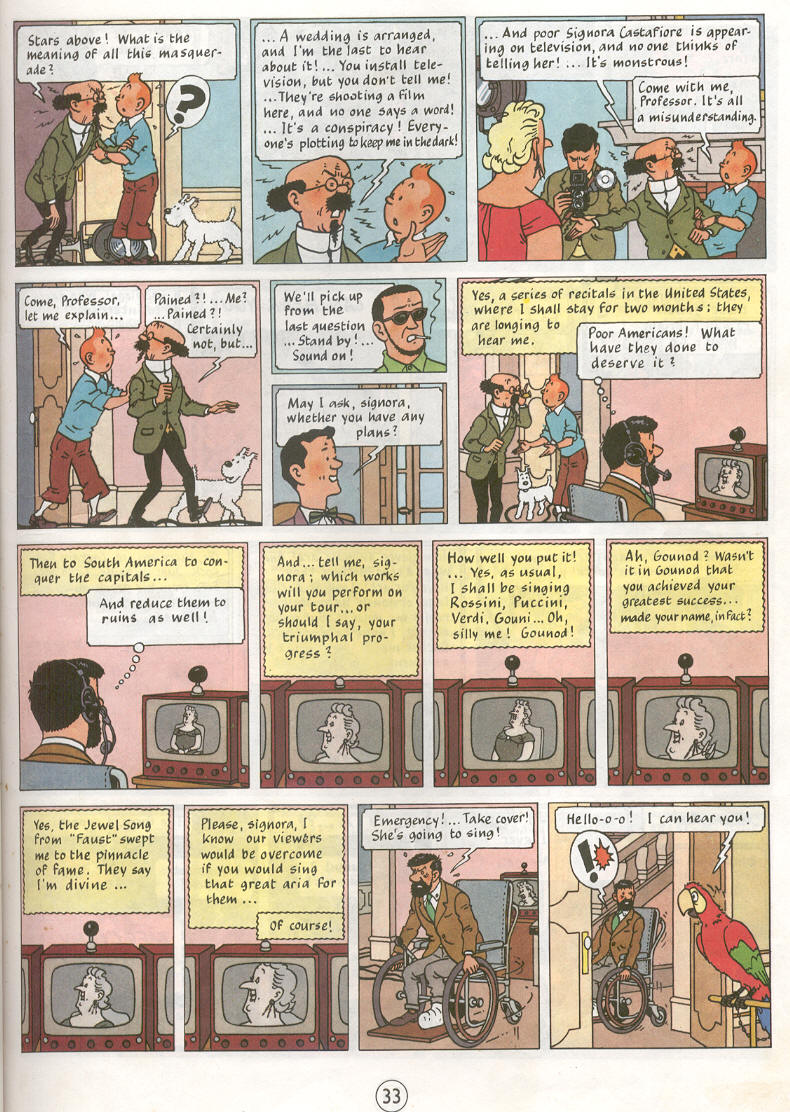 Stars above! What is the
meaning of all this masquer-
ade?
?
... A wedding is arranged,
and I'm the last to hear
about it! ... You install tele-
vision, but you don't tell me!
... They're shooting a film
here, and no one says a word!
... It's a conspiracy! Every-
one's plotting to keep me in the dark!
... And poor Signora Castafiore is appear-
ing on television, and no one thinks of
telling her! ... It's monstrous!
Come with me,
Professor. It's all
a misunderstanding.
Come, Professor,
let me explain...
Pained?!...Me?
...Pained?!
Certainly
not, but...
We'll pick up
from the
last question
...Stand by!...
Sound on!
May I ask, signora,
whether you have any
plans?
Yes, a series of recitals in the United States,
where I shall stay for two months; they
are longing to
hear me.
Poor Americans! What
have they done to
deserve it?
Then to South America to con-
quer the capitals...
And reduce them to
ruins as well!
And... tell me, sig-
nora; which works
will you perform on
your tour... or
should I say, your
triumphal pro-
gress?
How well you put it!
... Yes, as usual,
I shall be singing
Rossini, Puccini,
Verdi, Gouni... Oh,
silly me! Gounod!
Ah, Gounod? Wasn't
it in Gounod that
you achieved your
greatest success...
made your name, in fact?
Yes, the Jewel Song
from "Faust" swept
me to the pinnacle
of fame. They say
I'm divine ...
Please, signora, I
know our viewers
would be overcome
if you would sing
that great aria for
them ...
Of course!
Emergency!... Take cover!
She's going to sing!
Hello-o-o! I can hear you!
!
33